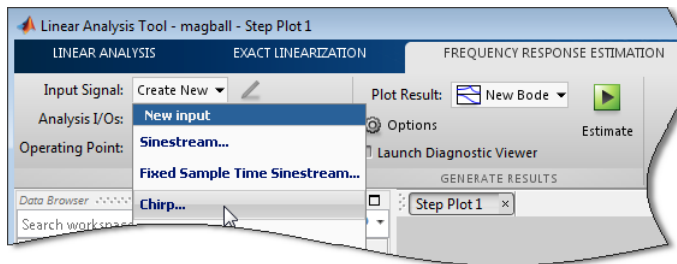 Linear Analysis Tool - magball - Step Plot 1
LINEAR ANALYSIS EXACT LINEARIZATION FREQUENCY RESPONSE ESTIMATION
Input Signal: Create New Plot Result: New Bode
Analysis I/Os: New input Options Estimate
Operating Point: Sinestream... Launch Diagnostic Viewer
Fixed Sample Time Sinestream... GENERATE RESULTS
Data Browser Chirp... Step Plot 1 ×
Search workspace